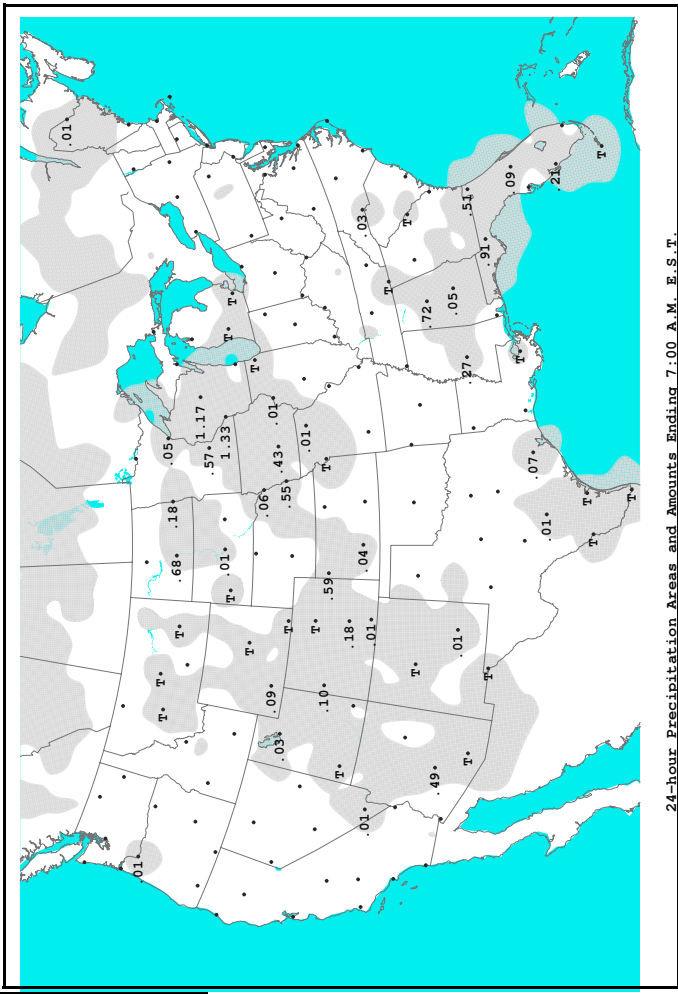 .01
.01
T
T
.05
.18
.68
T
1.17
.57
1.33
.01
T
T
T
T
T
.06
.09
.01
.43
.03
.55
T
.01
T
.10
T
.59
T
.18
.03
.04
.01
.01
T
T
T
.72
.49
.05
.01
.51
.27
T
.91
T
.09
T
.07
.01
.21
T
T
T
T
24-hour Precipitation Areas and Amounts Ending 7:00 A.M. E.S.T.